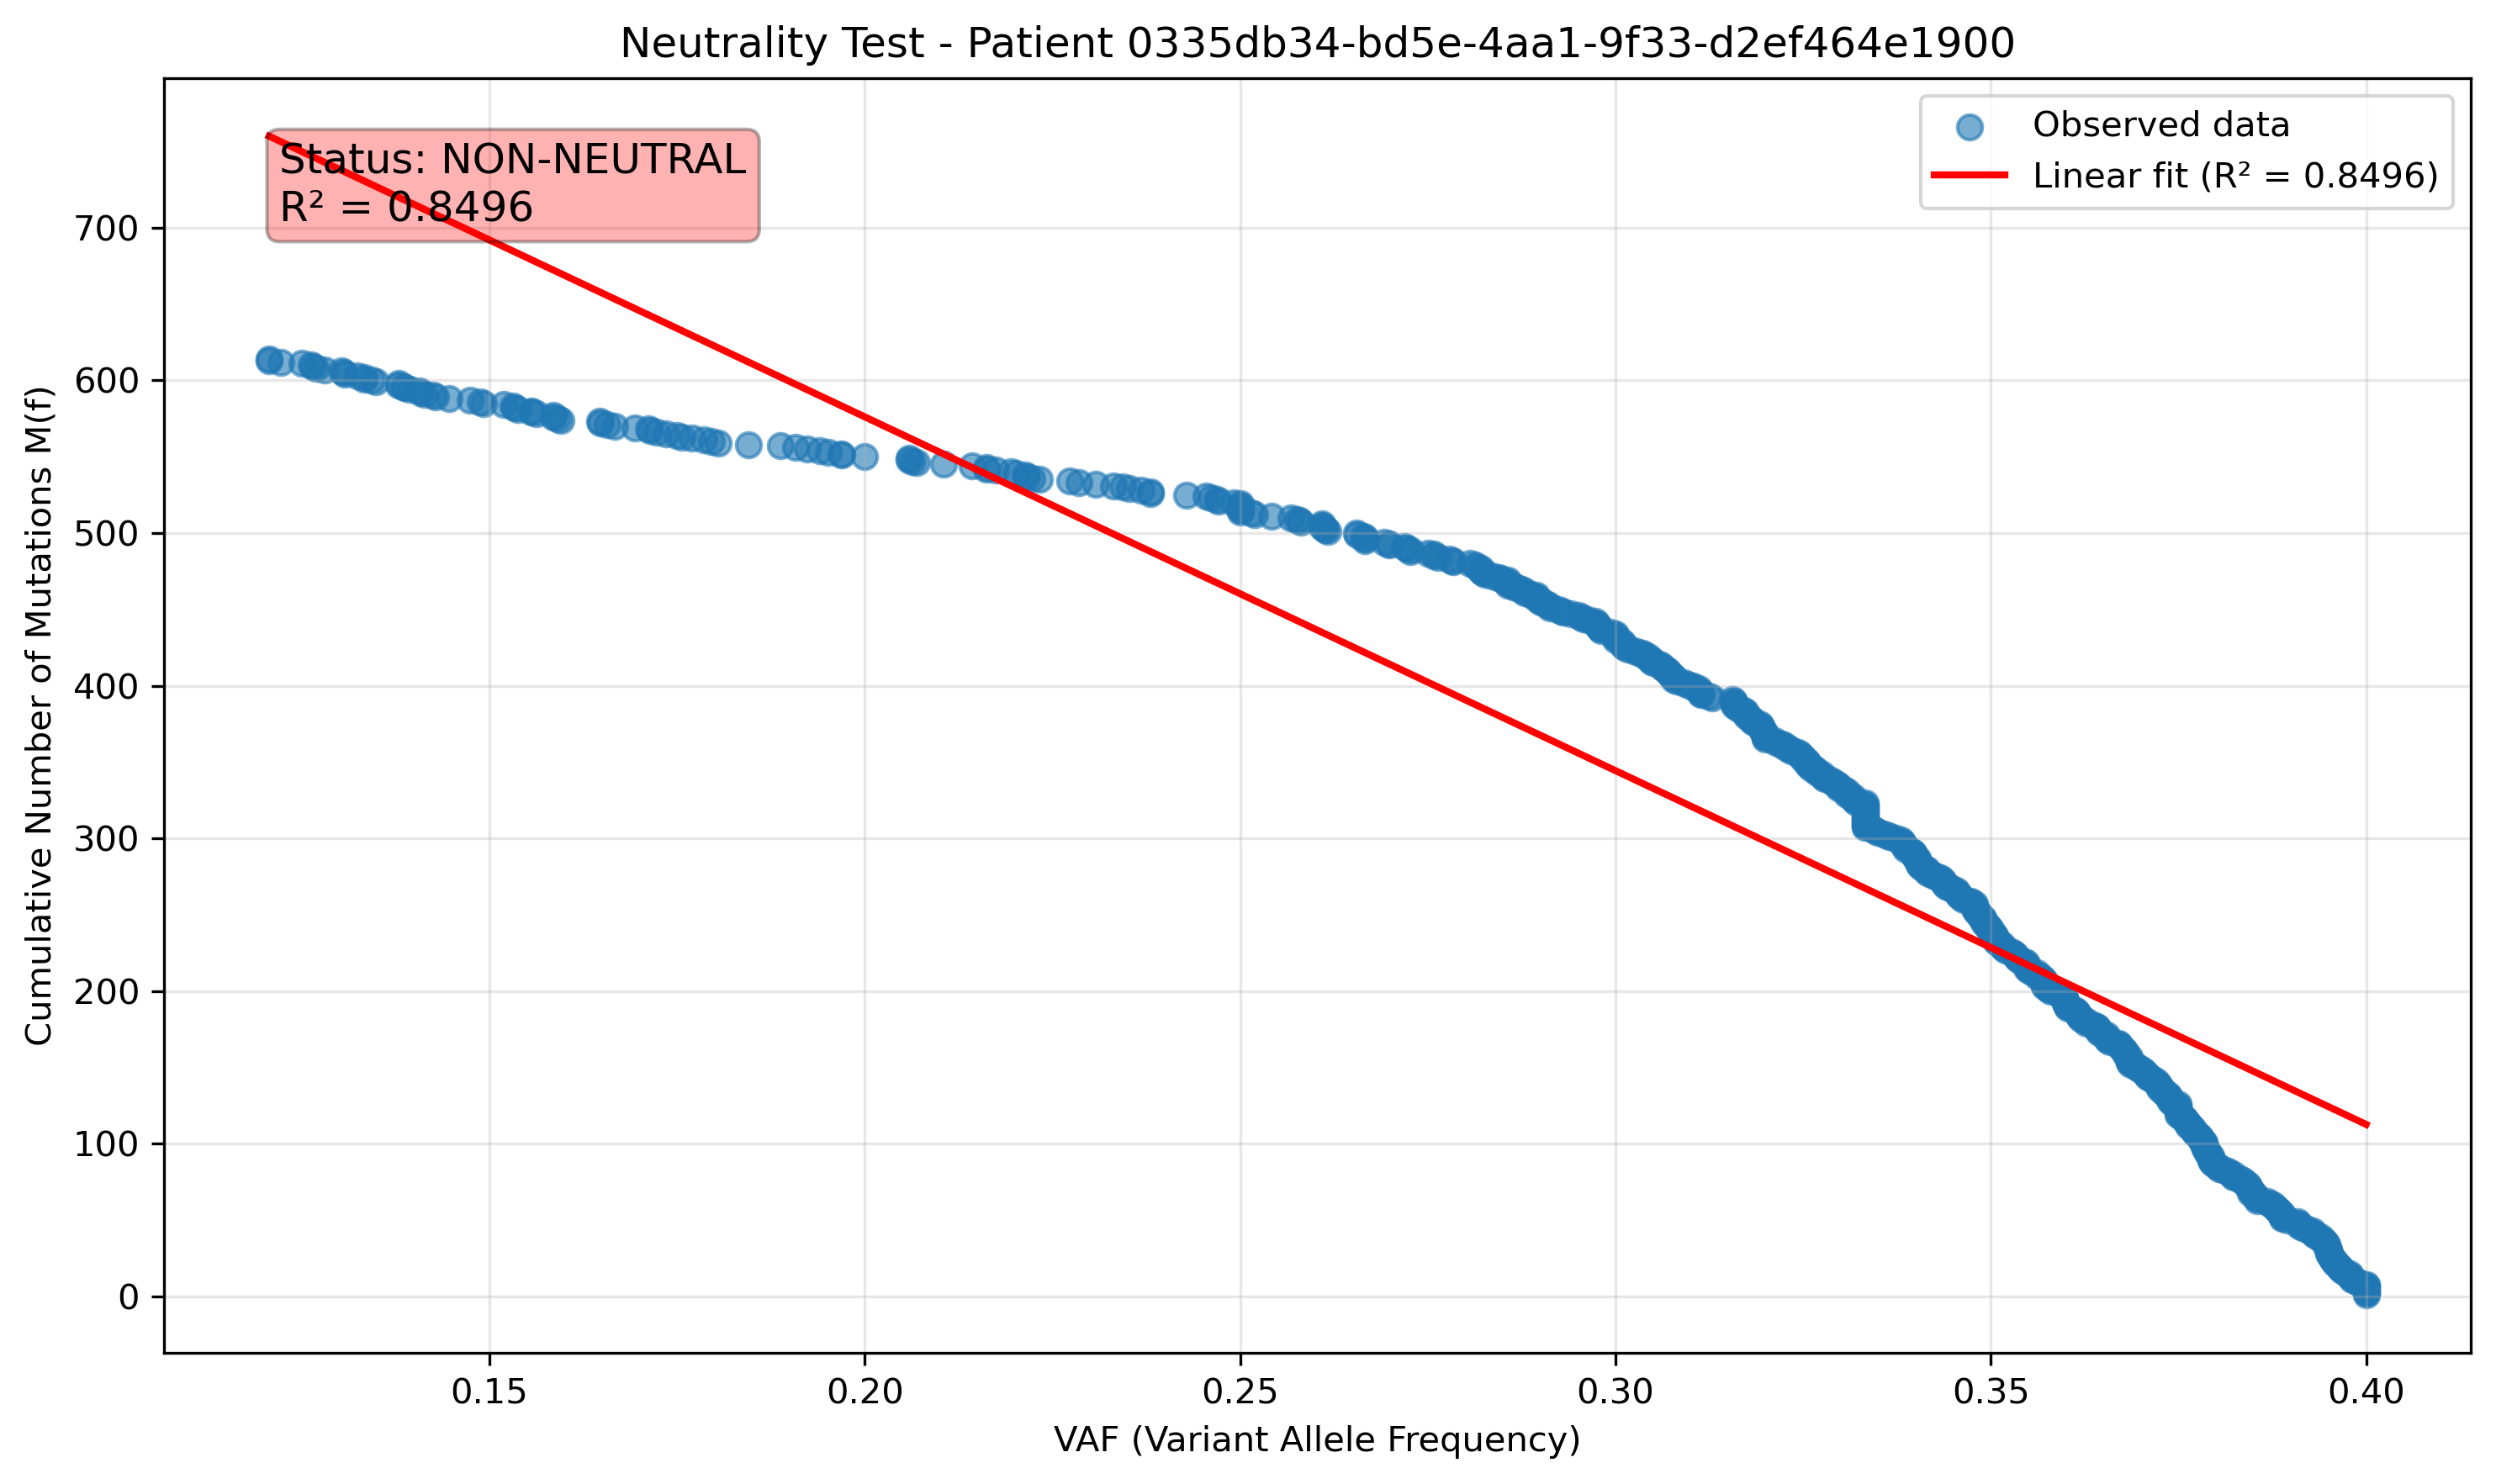 Neutrality Test - Patient 0335db34-bd5e-4aa1-9f33-d2ef464e1900
Status: NON-NEUTRAL
R² = 0.8496
Observed data
Linear fit (R² = 0.8496)
Cumulative Number of Mutations M(f)
700
600
500
400
300
200
100
0
0.15 0.20 0.25 0.30 0.35 0.40
VAF (Variant Allele Frequency)